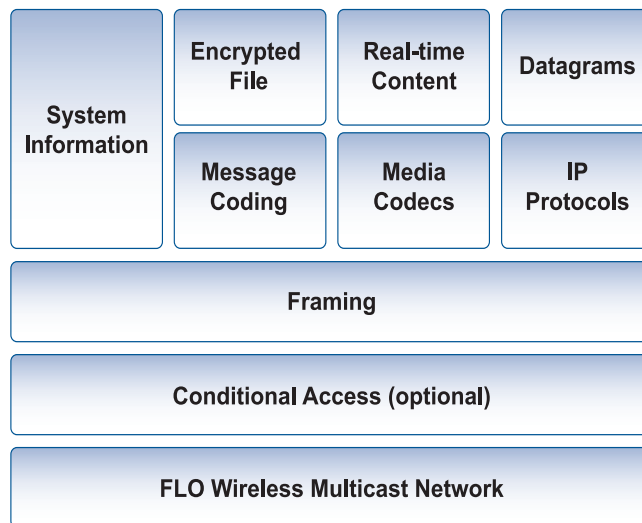 System
Information
Encrypted
File
Real-time
Content
Datagrams
Message
Coding
Media
Codecs
IP
Protocols
Framing
Conditional Access (optional)
FLO Wireless Multicast Network